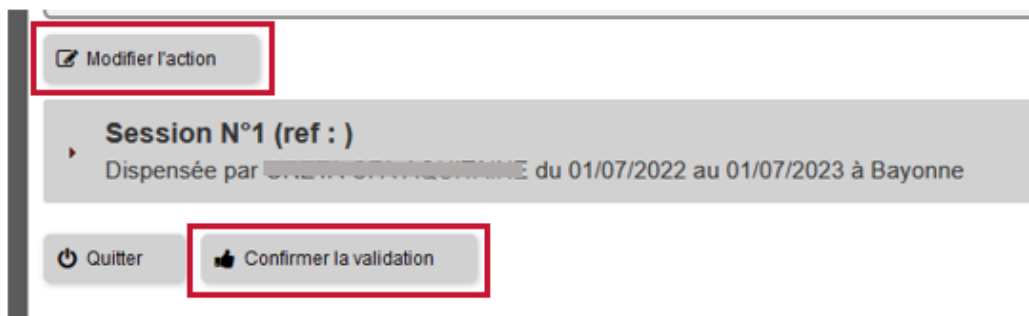 Modifier l'action
Session N°1 (ref : )
Dispensée par du 01/07/2022 au 01/07/2023 à Bayonne
Quitter
Confirmer la validation